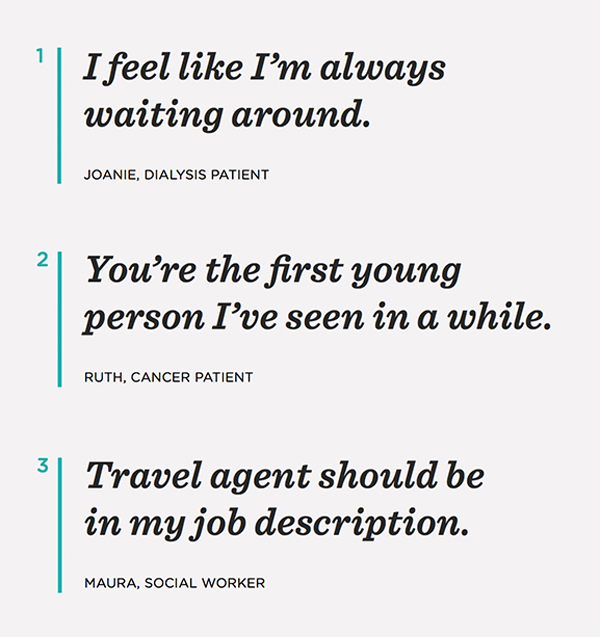 1
I feel like I’m always
waiting around.
JOANIE, DIALYSIS PATIENT
2
You’re the first young
person I’ve seen in a while.
RUTH, CANCER PATIENT
3
Travel agent should be
in my job description.
MAURA, SOCIAL WORKER